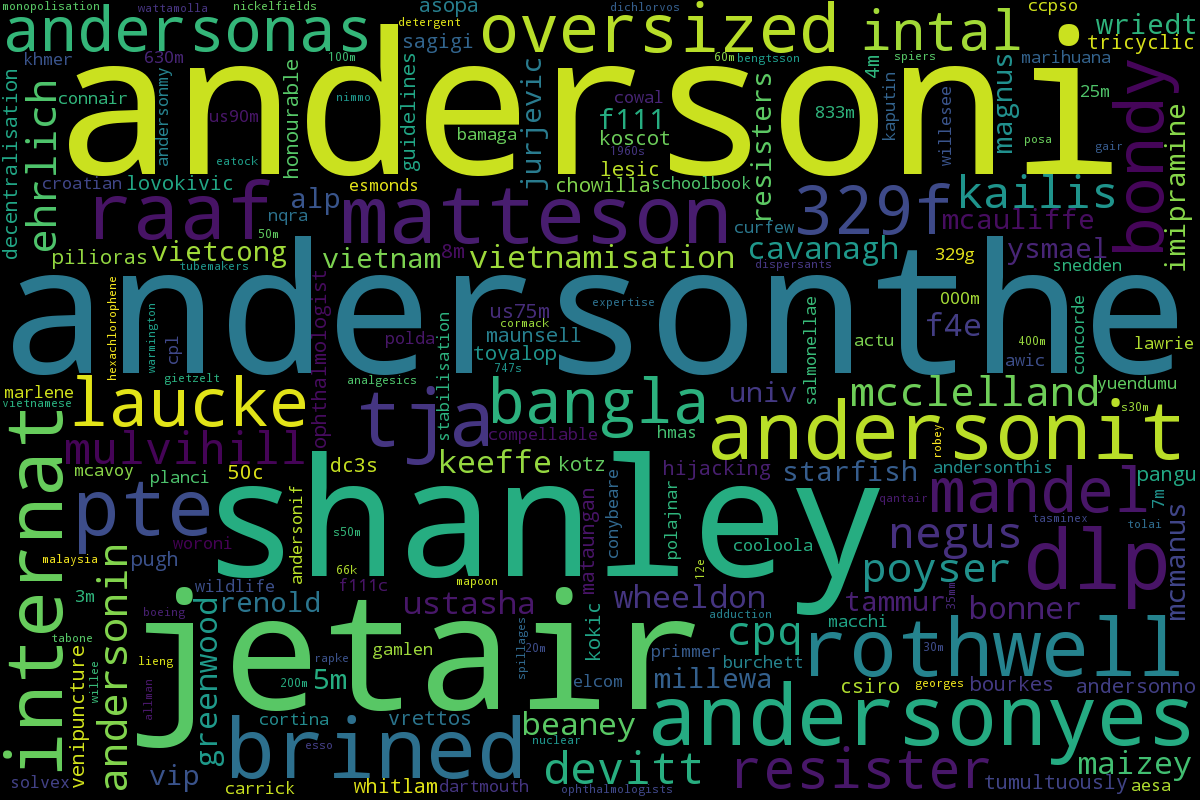 monopolisation wattamolla nickelfields asopa dichlorvos ccpso
andersonas detergent oversized intal wriedt
sagigi tricyclic
khmer 630m 100m 60m bengtsson spiers marihuana
andersoni
connair us90m nimmo cowal f111 833m 4m 25m
decentralisation ehrlich andersonmy honourable guidelines bamaga jurjevic koscot resisters kaputin willesee magnus posa bondy
eatock 1960s lesic gair
croatian lovokivic esmonds chowilla schoolbook imipramine
raaf nqra alp matteson 329f kailis
50m curfew mcauliffe
pilioras vietcong vietnam 8m vietnamisation cavanagh 329g ysmael
tubemakers dispersants snedden
andersonthe
hexachlorophene warmington cpl ophthalmologist us75m expertise 000m concorde
polda cormack maunsell salmonellae f4e 400m
stabilisation tovalop actu awic lawrie
marlene gietzelt analgesics 747s yuendumu
vietnamese laucke tja bangla univ mcclelland s30m
mulvihill compellable hmas andersonit robey
mcavoy planci 50c dc3s keeffe kotz hijacking starfish andersonthis pangu
internat pte shanley conybeare polajnar qantair mandel 7m
andersonif s50m mataungan cooloola negus tasminex tolai
malaysia andersonin pugh woroni 66k mapoon 12e poyser dlp mcmanus
3m wildlife f111c
boeing greenwood renold ustasha wheeldon adduction tammur 35mm bonner
jetair kokic cpq macchi
tabone willee lieng rapke gamlen spillages 20m primmer rothwell 30m
venipuncture allman 200m 5m elcom burchett millewa csiro georges bourkes andersonno
cortina vrettos beaney andersonyes
brined esso nuclear
solvex vip carrick whitlam dartmouth devitt ophthalmologists resister tumultuously maizey aesa